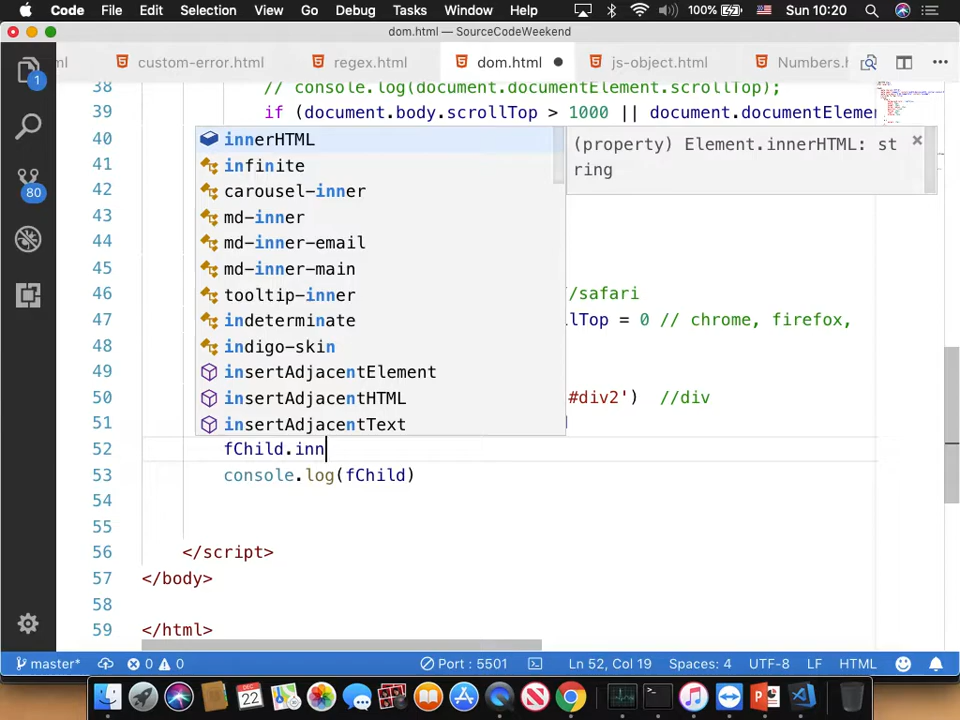 Code File Edit Selection View Go Debug Tasks Window Help 100% Sun 10:20
dom.html — SourceCodeWeekend
ml custom-error.html regex.html dom.html js-object.html Numbers.h
1
80
38 // console.log(document.documentElement.scrollTop);
39 if (document.body.scrollTop > 1000 || document.documentEleme
40 innerHTML
(property) Element.innerHTML: st
ring
41 infinite
42 carousel-inner
43 md-inner
44 md-inner-email
45 md-inner-main
46 tooltip-inner /safari
47 indeterminate llTop = 0 // chrome, firefox,
48 indigo-skin
49 insertAdjacentElement
50 insertAdjacentHTML #div2') //div
51 insertAdjacentText
52 fChild.inn
53 console.log(fChild)
54
55
56 </script>
57 </body>
58
59 </html>
master* 0 0 Port : 5501 Ln 52, Col 19 Spaces: 4 UTF-8 LF HTML
DEC
22